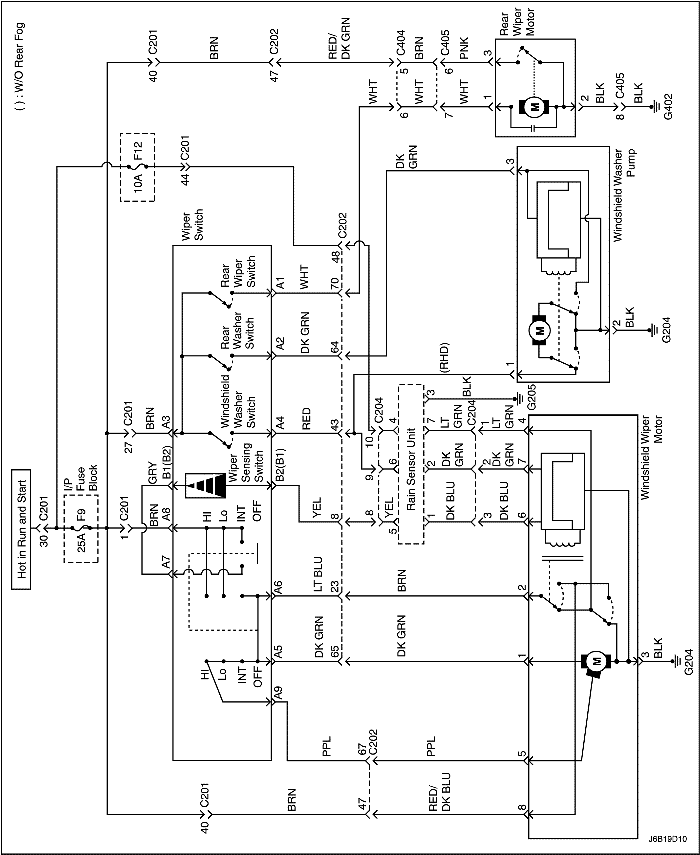 ( ) : W/O Rear Fog
40
C201
BRN
47
C202
RED/
DK GRN
C404
5
BRN
C405
6
PNK
3
Rear
Wiper
Motor
M
WHT
6
WHT
7
WHT
1
2
BLK
8
C405
BLK
G402
F12
10A
44
C201
Wiper
Switch
DK
GRN
3
Windshield Washer
Pump
M
2
BLK
G204
1
(RHD)
C202
48
Rear
Wiper
Switch
A1
WHT
70
Rear
Washer
Switch
A2
DK GRN
64
Windshield
Washer
Switch
A4
RED
43
Wiper
Sensing
Switch
B2(B1)
YEL
8
Hot in Run and Start
30
C201
I/P
Fuse
Block
F9
25A
27
C201
BRN
A3
1
C201
BRN
A8
GRY
B1(B2)
A7
HI
Lo
INT
OFF
A6
LT BLU
23
BRN
2
A5
DK GRN
65
DK GRN
1
HI
Lo
INT
OFF
A9
PPL
67
C202
PPL
5
40
C201
BRN
47
RED/
DK BLU
8
C204
10
4
9
6
8
YEL
5
Rain Sensor Unit
3
BLK
G205
7
LT
GRN
C204
1
LT
GRN
4
2
DK
GRN
2
DK
GRN
7
1
DK BLU
3
DK BLU
6
Windshield Wiper
Motor
M
3
BLK
G204
J6B19D10